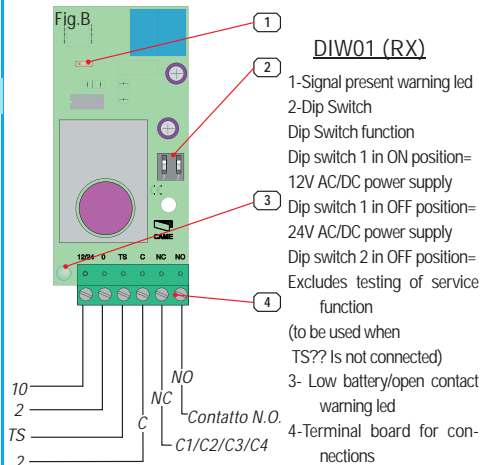 Fig.B
1
2
3
4
CAME
12/24 0 TS C NC NO
10
2
TS
2
C
NC
NO
Contatto N.O.
C1/C2/C3/C4
DIW01 (RX)
1-Signal present warning led
2-Dip Switch
Dip Switch function
Dip switch 1 in ON position=
12V AC/DC power supply
Dip switch 1 in OFF position=
24V AC/DC power supply
Dip switch 2 in OFF position=
Excludes testing of service
function
(to be used when
TS?? Is not connected)
3- Low battery/open contact
warning led
4-Terminal board for con-
nections